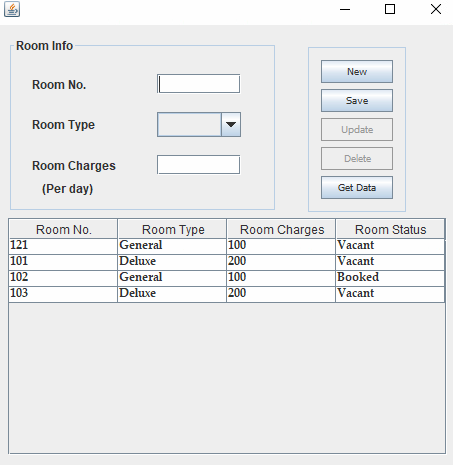 Room Info
Room No.
Room Type
Room Charges
(Per day)
New
Save
Update
Delete
Get Data
Room No. Room Type Room Charges Room Status
121 General 100 Vacant
101 Deluxe 200 Vacant
102 General 100 Booked
103 Deluxe 200 Vacant